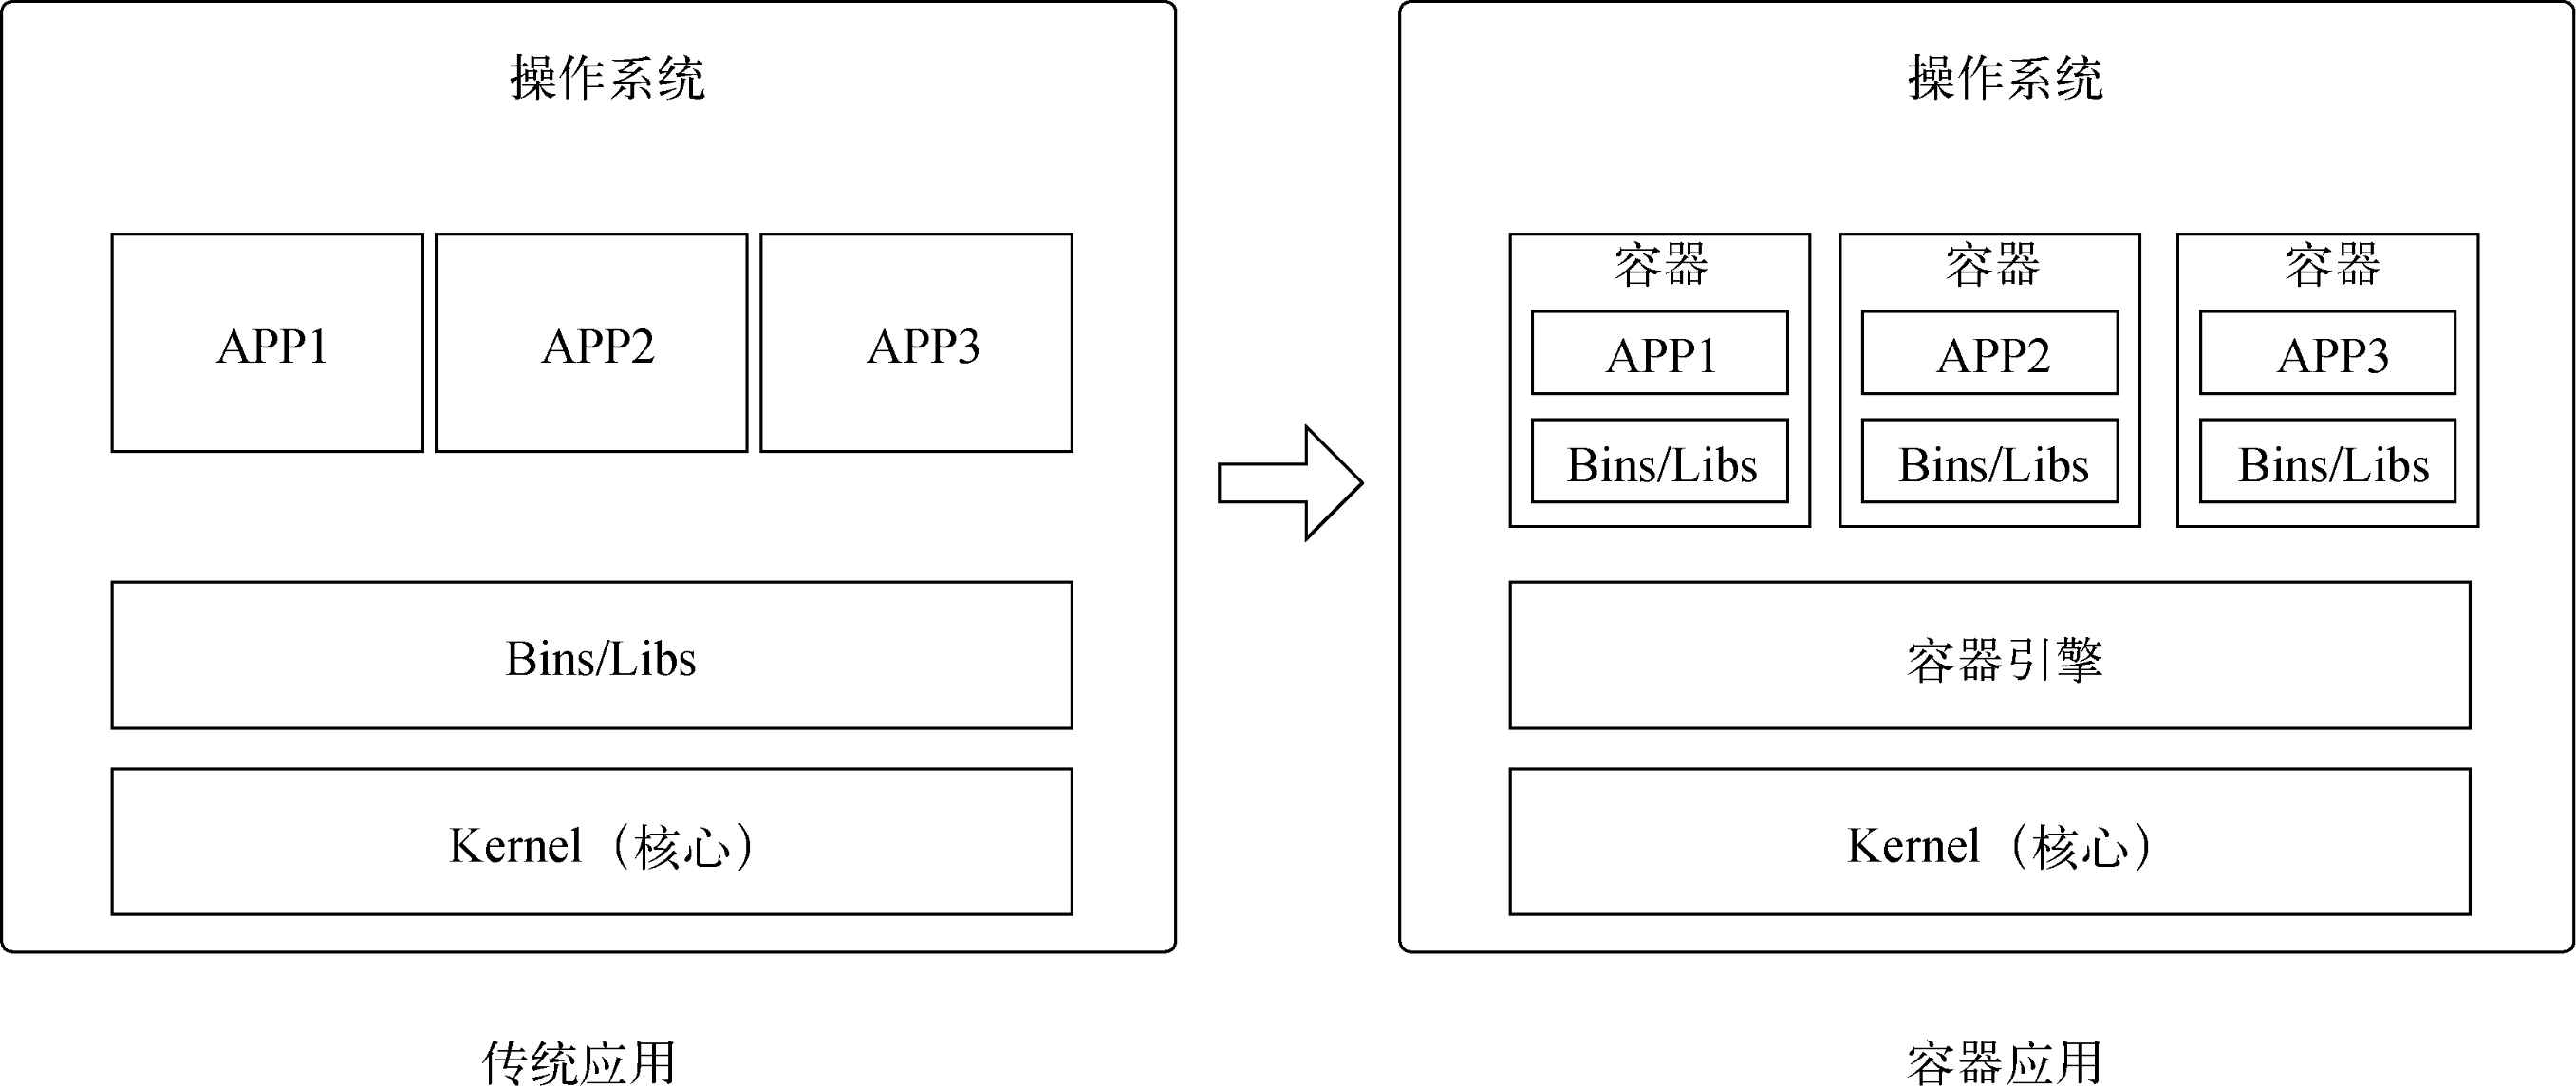 操作系统
APP1
APP2
APP3
Bins/Libs
Kernel（核心）
传统应用
操作系统
容器
APP1
Bins/Libs
容器
APP2
Bins/Libs
容器
APP3
Bins/Libs
容器引擎
Kernel（核心）
容器应用